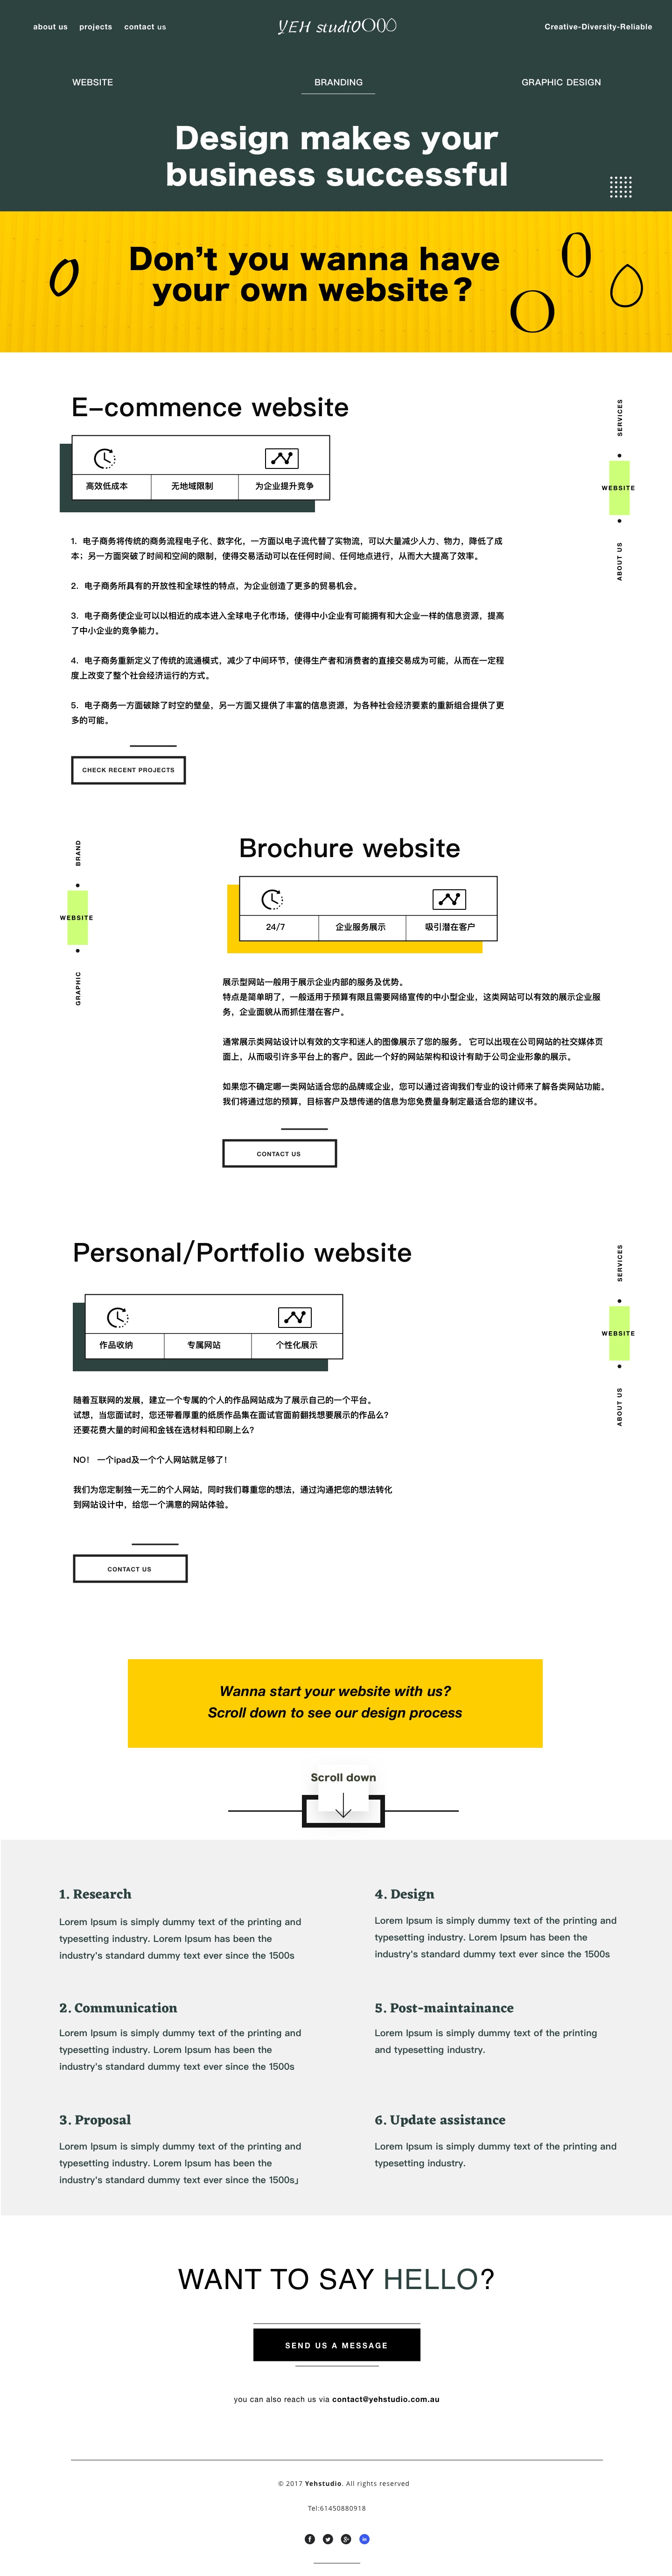 about us projects contact us
YEH studio
Creative-Diversity-Reliable
WEBSITE BRANDING GRAPHIC DESIGN
Design makes your
business successful
Don't you wanna have
your own website?
E-commence website
高效低成本 无地域限制 为企业提升竞争
SERVICES
WEBSITE
ABOUT US
1. 电子商务将传统的商务流程电子化、数字化，一方面以电子流代替了实物流，可以大量减少人力、物力，降低了成
本；另一方面突破了时间和空间的限制，使得交易活动可以在任何时间、任何地点进行，从而大大提高了效率。
2. 电子商务所具有的开放性和全球性的特点，为企业创造了更多的贸易机会。
3. 电子商务使企业可以以相近的成本进入全球电子化市场，使得中小企业有可能拥有和大企业一样的信息资源，提高
了中小企业的竞争能力。
4. 电子商务重新定义了传统的流通模式，减少了中间环节，使得生产者和消费者的直接交易成为可能，从而在一定程
度上改变了整个社会经济运行的方式。
5. 电子商务一方面破除了时空的壁垒，另一方面又提供了丰富的信息资源，为各种社会经济要素的重新组合提供了更
多的可能。
CHECK RECENT PROJECTS
BRAND
WEBSITE
GRAPHIC
Brochure website
24/7 企业服务展示 吸引潜在客户
展示型网站一般用于展示企业内部的服务及优势。
特点是简单明了，一般适用于预算有限且需要网络宣传的中小型企业，这类网站可以有效的展示企业服
务，企业面貌从而抓住潜在客户。
通常展示类网站设计以有效的文字和迷人的图像展示了您的服务。 它可以出现在公司网站的社交媒体页
面上，从而吸引许多平台上的客户。因此一个好的网站架构和设计有助于公司企业形象的展示。
如果您不确定哪一类网站适合您的品牌或企业，您可以通过咨询我们专业的设计师来了解各类网站功能。
我们将通过您的预算，目标客户及想传递的信息为您免费量身制定最适合您的建议书。
CONTACT US
Personal/Portfolio website
作品收纳 专属网站 个性化展示
SERVICES
WEBSITE
ABOUT US
随着互联网的发展，建立一个专属的个人的作品网站成为了展示自己的一个平台。
试想，当您面试时，您还带着厚重的纸质作品集在面试官面前翻找想要展示的作品么？
还要花费大量的时间和金钱在选材料和印刷上么？
NO！ 一个ipad及一个个人网站就足够了！
我们为您定制独一无二的个人网站，同时我们尊重您的想法，通过沟通把您的想法转化
到网站设计中，给您一个满意的网站体验。
CONTACT US
Wanna start your website with us?
Scroll down to see our design process
Scroll down
1. Research
Lorem Ipsum is simply dummy text of the printing and
typesetting industry. Lorem Ipsum has been the
industry's standard dummy text ever since the 1500s
4. Design
Lorem Ipsum is simply dummy text of the printing and
typesetting industry. Lorem Ipsum has been the
industry's standard dummy text ever since the 1500s
2. Communication
Lorem Ipsum is simply dummy text of the printing and
typesetting industry. Lorem Ipsum has been the
industry's standard dummy text ever since the 1500s
5. Post-maintainance
Lorem Ipsum is simply dummy text of the printing
and typesetting industry.
3. Proposal
Lorem Ipsum is simply dummy text of the printing and
typesetting industry. Lorem Ipsum has been the
industry's standard dummy text ever since the 1500s」
6. Update assistance
Lorem Ipsum is simply dummy text of the printing and
typesetting industry.
WANT TO SAY HELLO?
SEND US A MESSAGE
you can also reach us via contact@yehstudio.com.au
© 2017 Yehstudio. All rights reserved
Tel:61450880918